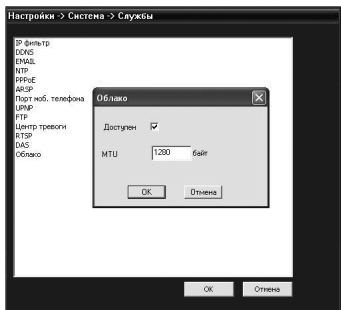 Настройки -> Система -> Службы
IP фильтр
DDNS
EMAIL
NTP
PPPoE
ARSP
Порт моб. телефона
UPNP
FTP
Центр тревоги
RTSP
DAS
Облако
Облако
Доступен
MTU 1280 байт
OK Отмена
OK Отмена